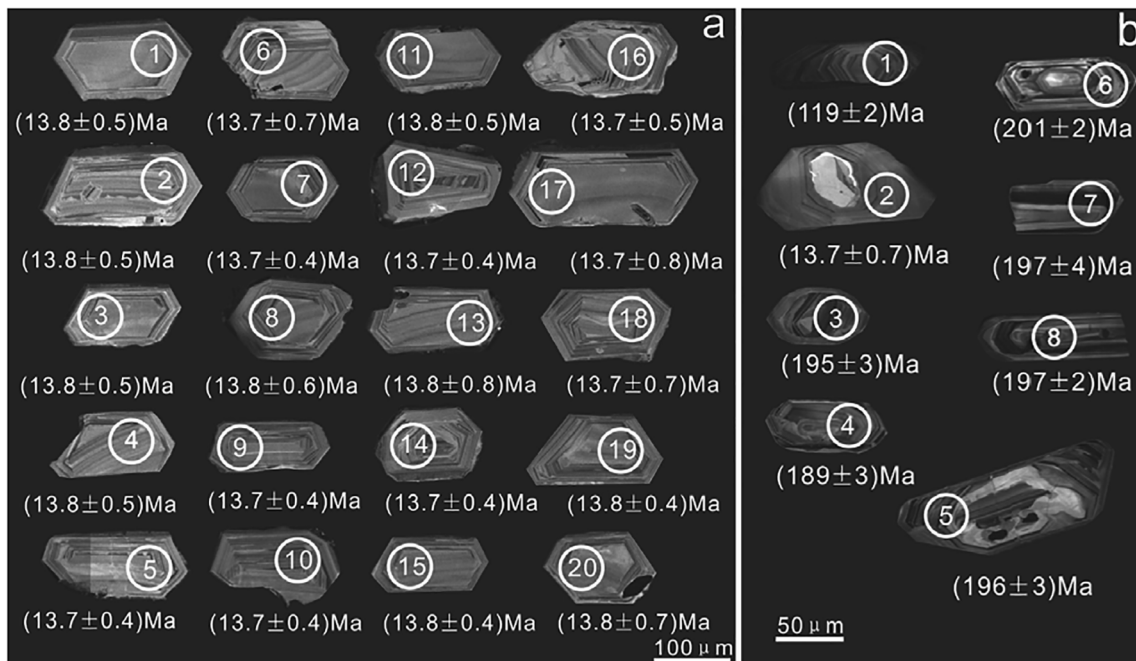 a
1 6 11 16
(13.8±0.5)Ma (13.7±0.7)Ma (13.8±0.5)Ma (13.7±0.5)Ma
2 7 12 17
(13.8±0.5)Ma (13.7±0.4)Ma (13.7±0.4)Ma (13.7±0.8)Ma
3 8 13 18
(13.8±0.5)Ma (13.8±0.6)Ma (13.8±0.8)Ma (13.7±0.7)Ma
4 9 14 19
(13.8±0.5)Ma (13.7±0.4)Ma (13.7±0.4)Ma (13.8±0.4)Ma
5 10 15 20
(13.7±0.4)Ma (13.7±0.4)Ma (13.8±0.4)Ma (13.8±0.7)Ma
100 μm
b
1
(119±2)Ma
6
(201±2)Ma
2
(13.7±0.7)Ma
7
(197±4)Ma
3
(195±3)Ma
8
(197±2)Ma
4
(189±3)Ma
5
(196±3)Ma
50 μm